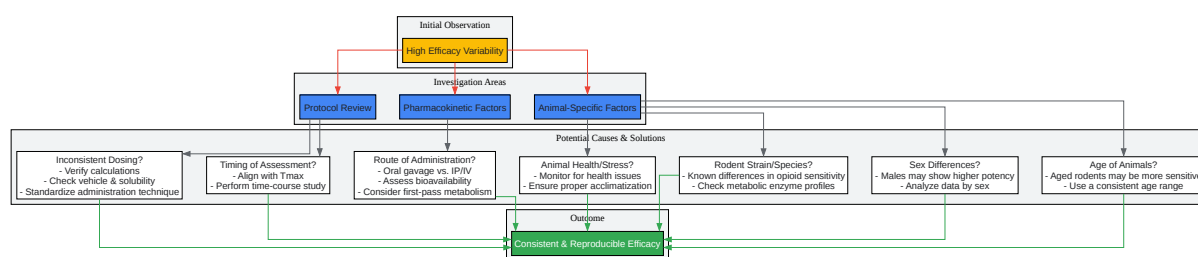 Initial Observation
High Efficacy Variability
Investigation Areas
Protocol Review
Pharmacokinetic Factors
Animal-Specific Factors
Potential Causes & Solutions
Inconsistent Dosing?
- Verify calculations
- Check vehicle & solubility
- Standardize administration technique
Timing of Assessment?
- Align with Tmax
- Perform time-course study
Route of Administration?
- Oral gavage vs. IP/IV
- Assess bioavailability
- Consider first-pass metabolism
Animal Health/Stress?
- Monitor for health issues
- Ensure proper acclimatization
Rodent Strain/Species?
- Known differences in opioid sensitivity
- Check metabolic enzyme profiles
Sex Differences?
- Males may show higher potency
- Analyze data by sex
Age of Animals?
- Aged rodents may be more sensitive
- Use a consistent age range
Outcome
Consistent & Reproducible Efficacy